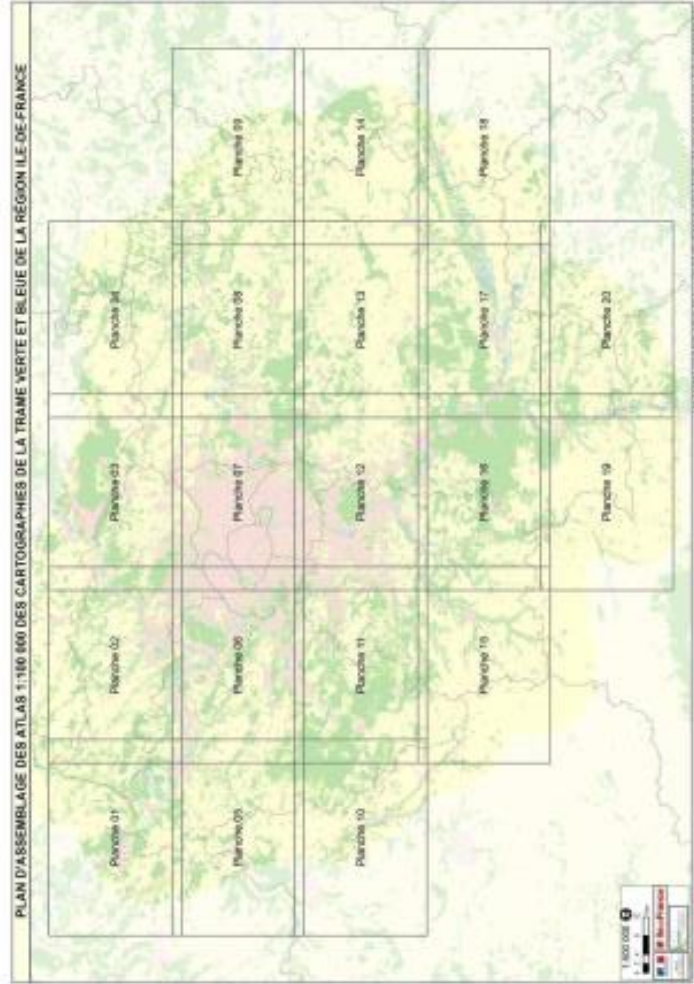 PLAN D'ASSEMBLAGE DES ATLAS 1:100 000 DES CARTOGRAPHIES DE LA TRAME VERTE ET BLEUE DE LA RÉGION ILE-DE-FRANCE
Planche 01
Planche 02
Planche 03
Planche 04
Planche 05
Planche 06
Planche 07
Planche 08
Planche 09
Planche 10
Planche 11
Planche 12
Planche 13
Planche 14
Planche 15
Planche 16
Planche 17
Planche 18
Planche 19
Planche 20